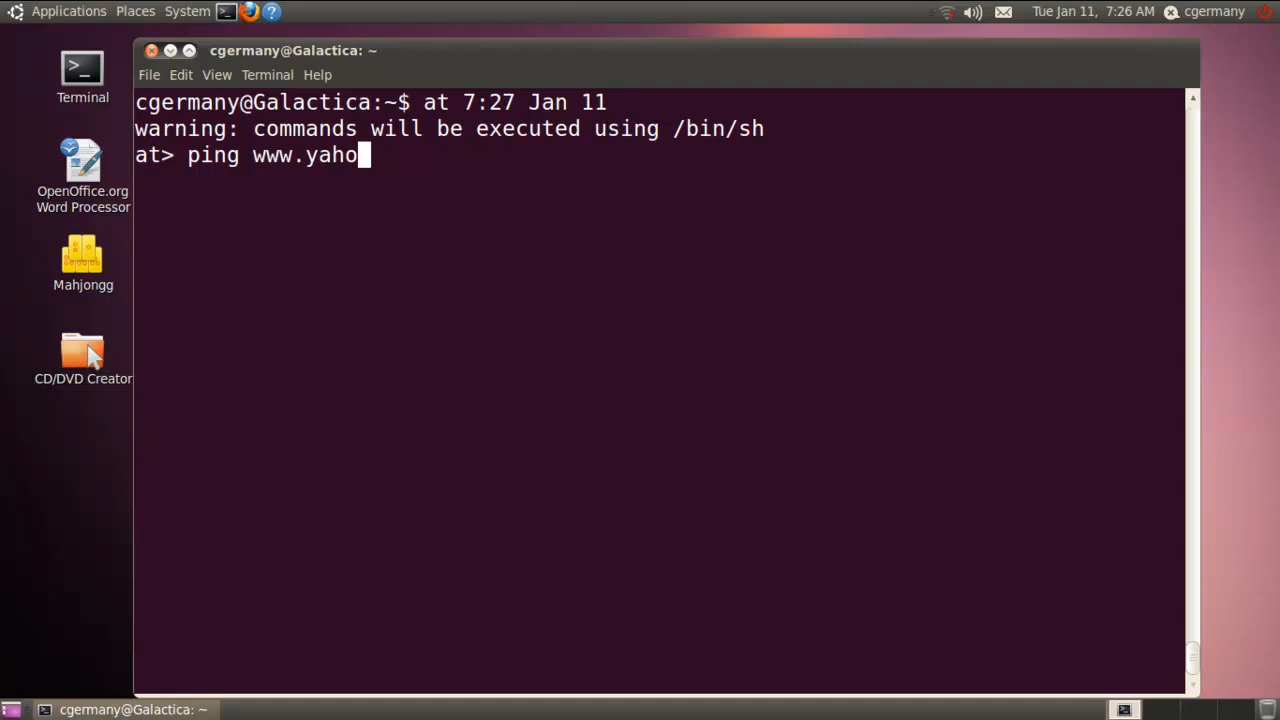 Applications Places System
Tue Jan 11, 7:26 AM cgermany
cgermany@Galactica: ~
File Edit View Terminal Help
cgermany@Galactica:~$ at 7:27 Jan 11
warning: commands will be executed using /bin/sh
at> ping www.yaho
Terminal
OpenOffice.org
Word Processor
Mahjongg
CD/DVD Creator
cgermany@Galactica: ~